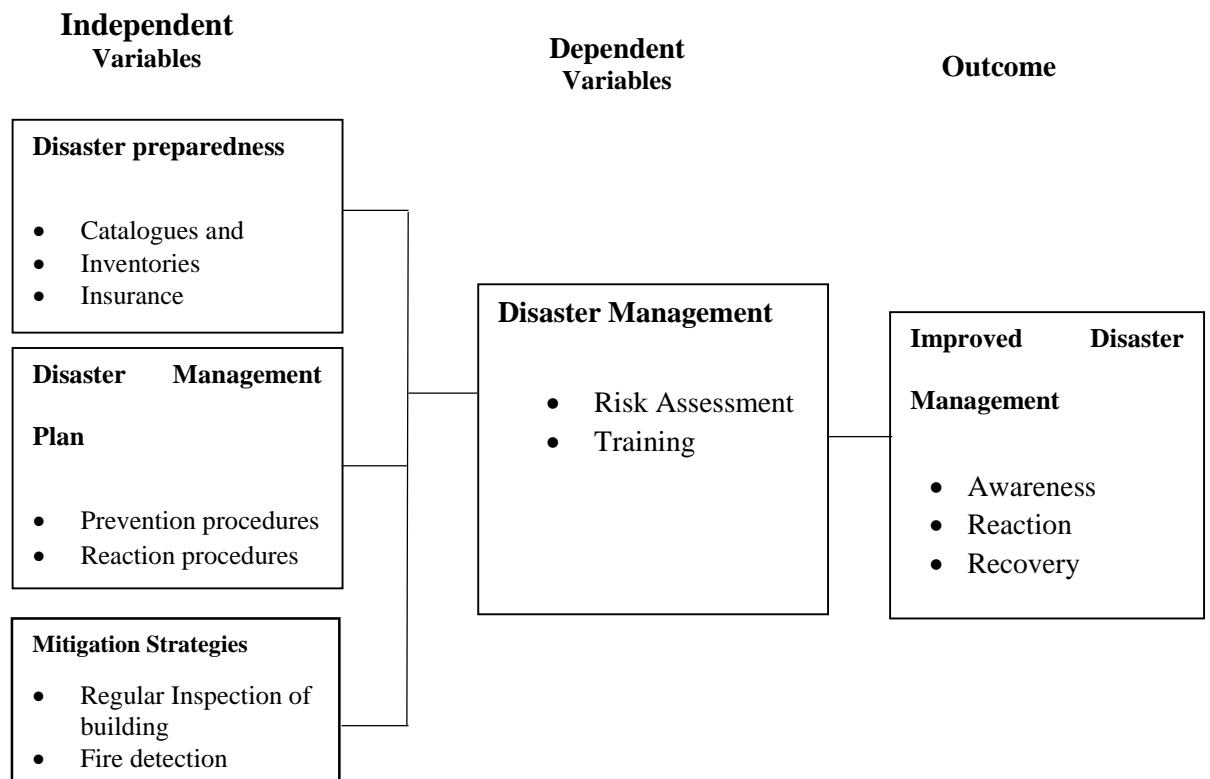 Independent
Variables
Dependent
Variables
Outcome
Disaster preparedness
• Catalogues and
• Inventories
• Insurance
Disaster Management
Plan
• Prevention procedures
• Reaction procedures
Mitigation Strategies
• Regular Inspection of
building
• Fire detection
Disaster Management
• Risk Assessment
• Training
Improved Disaster
Management
• Awareness
• Reaction
• Recovery